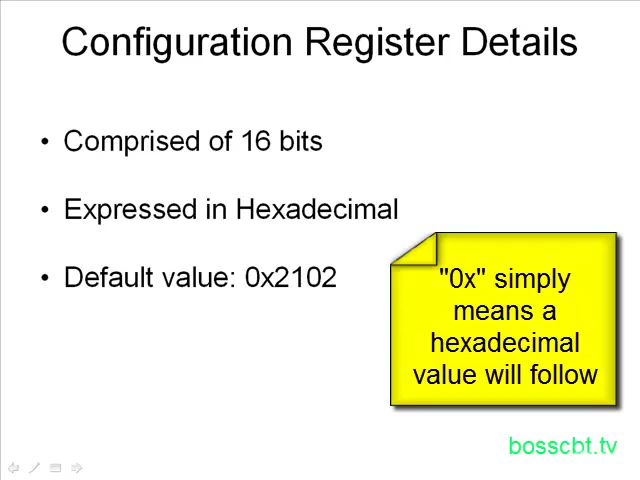 Configuration Register Details
• Comprised of 16 bits
• Expressed in Hexadecimal
• Default value: 0x2102
"0x" simply
means a
hexadecimal
value will follow
bosscbt.tv